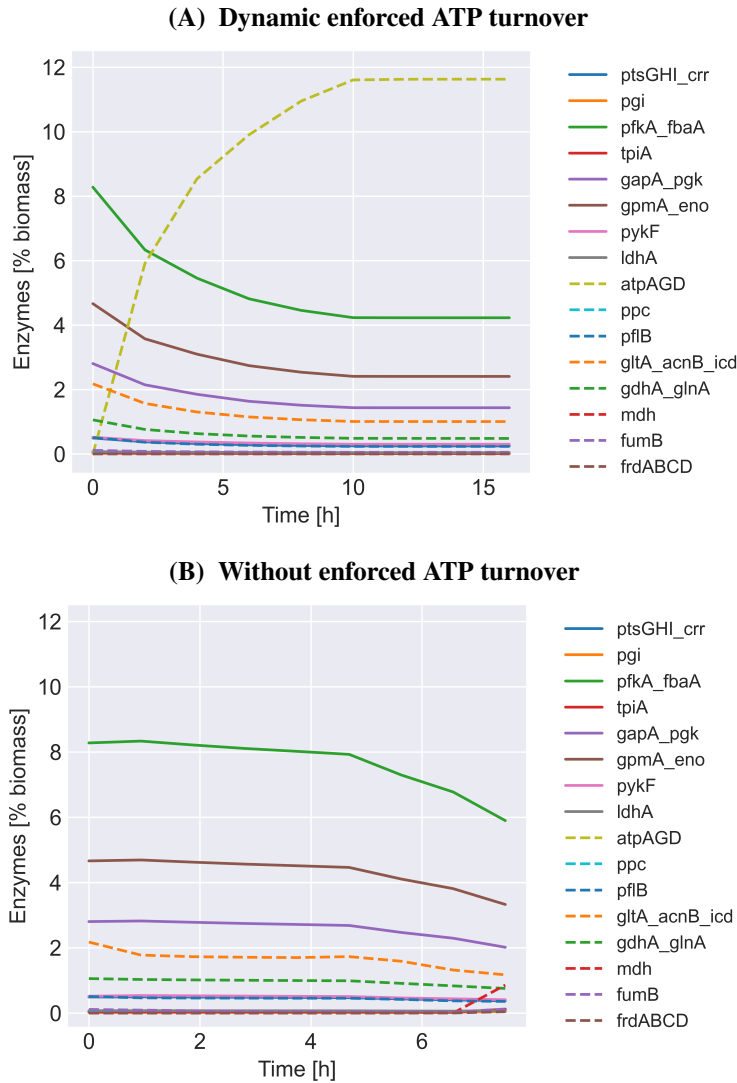 (A) Dynamic enforced ATP turnover
12
10
8
6
4
2
0
Enzymes [% biomass]
0 5 10 15
Time [h]
ptsGHI_crr
pgi
pfkA_fbaA
tpiA
gapA_pgk
gpmA_eno
pykF
ldhA
atpAGD
ppc
pflB
gltA_acnB_icd
gdhA_glnA
mdh
fumB
frdABCD
(B) Without enforced ATP turnover
12
10
8
6
4
2
0
Enzymes [% biomass]
0 2 4 6
Time [h]
ptsGHI_crr
pgi
pfkA_fbaA
tpiA
gapA_pgk
gpmA_eno
pykF
ldhA
atpAGD
ppc
pflB
gltA_acnB_icd
gdhA_glnA
mdh
fumB
frdABCD